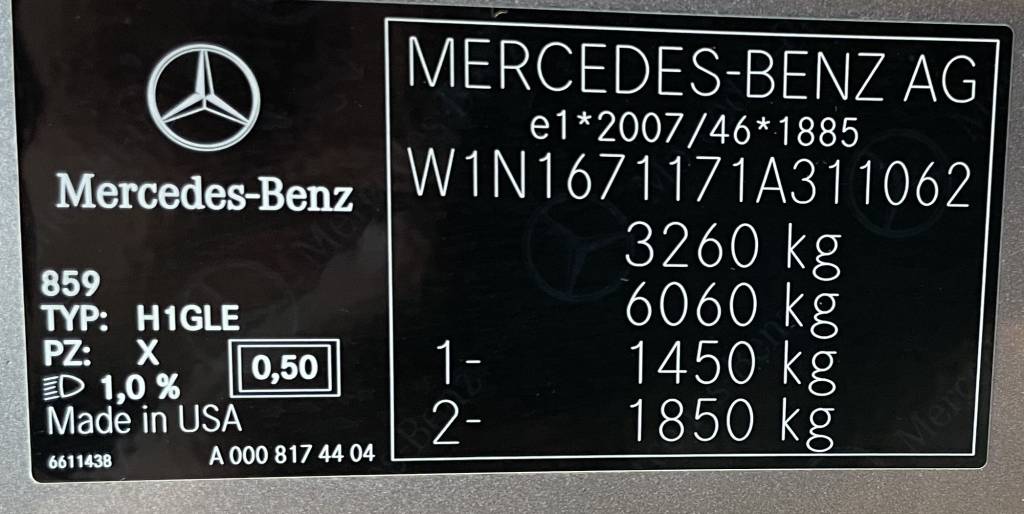 Mercedes-Benz
859
TYP: H1GLE
PZ: X
1,0 %
0,50
Made in USA
6611438 A 000 817 44 04
MERCEDES-BENZ AG
e1*2007/46*1885
W1N1671171A311062
3260 kg
6060 kg
1- 1450 kg
2- 1850 kg